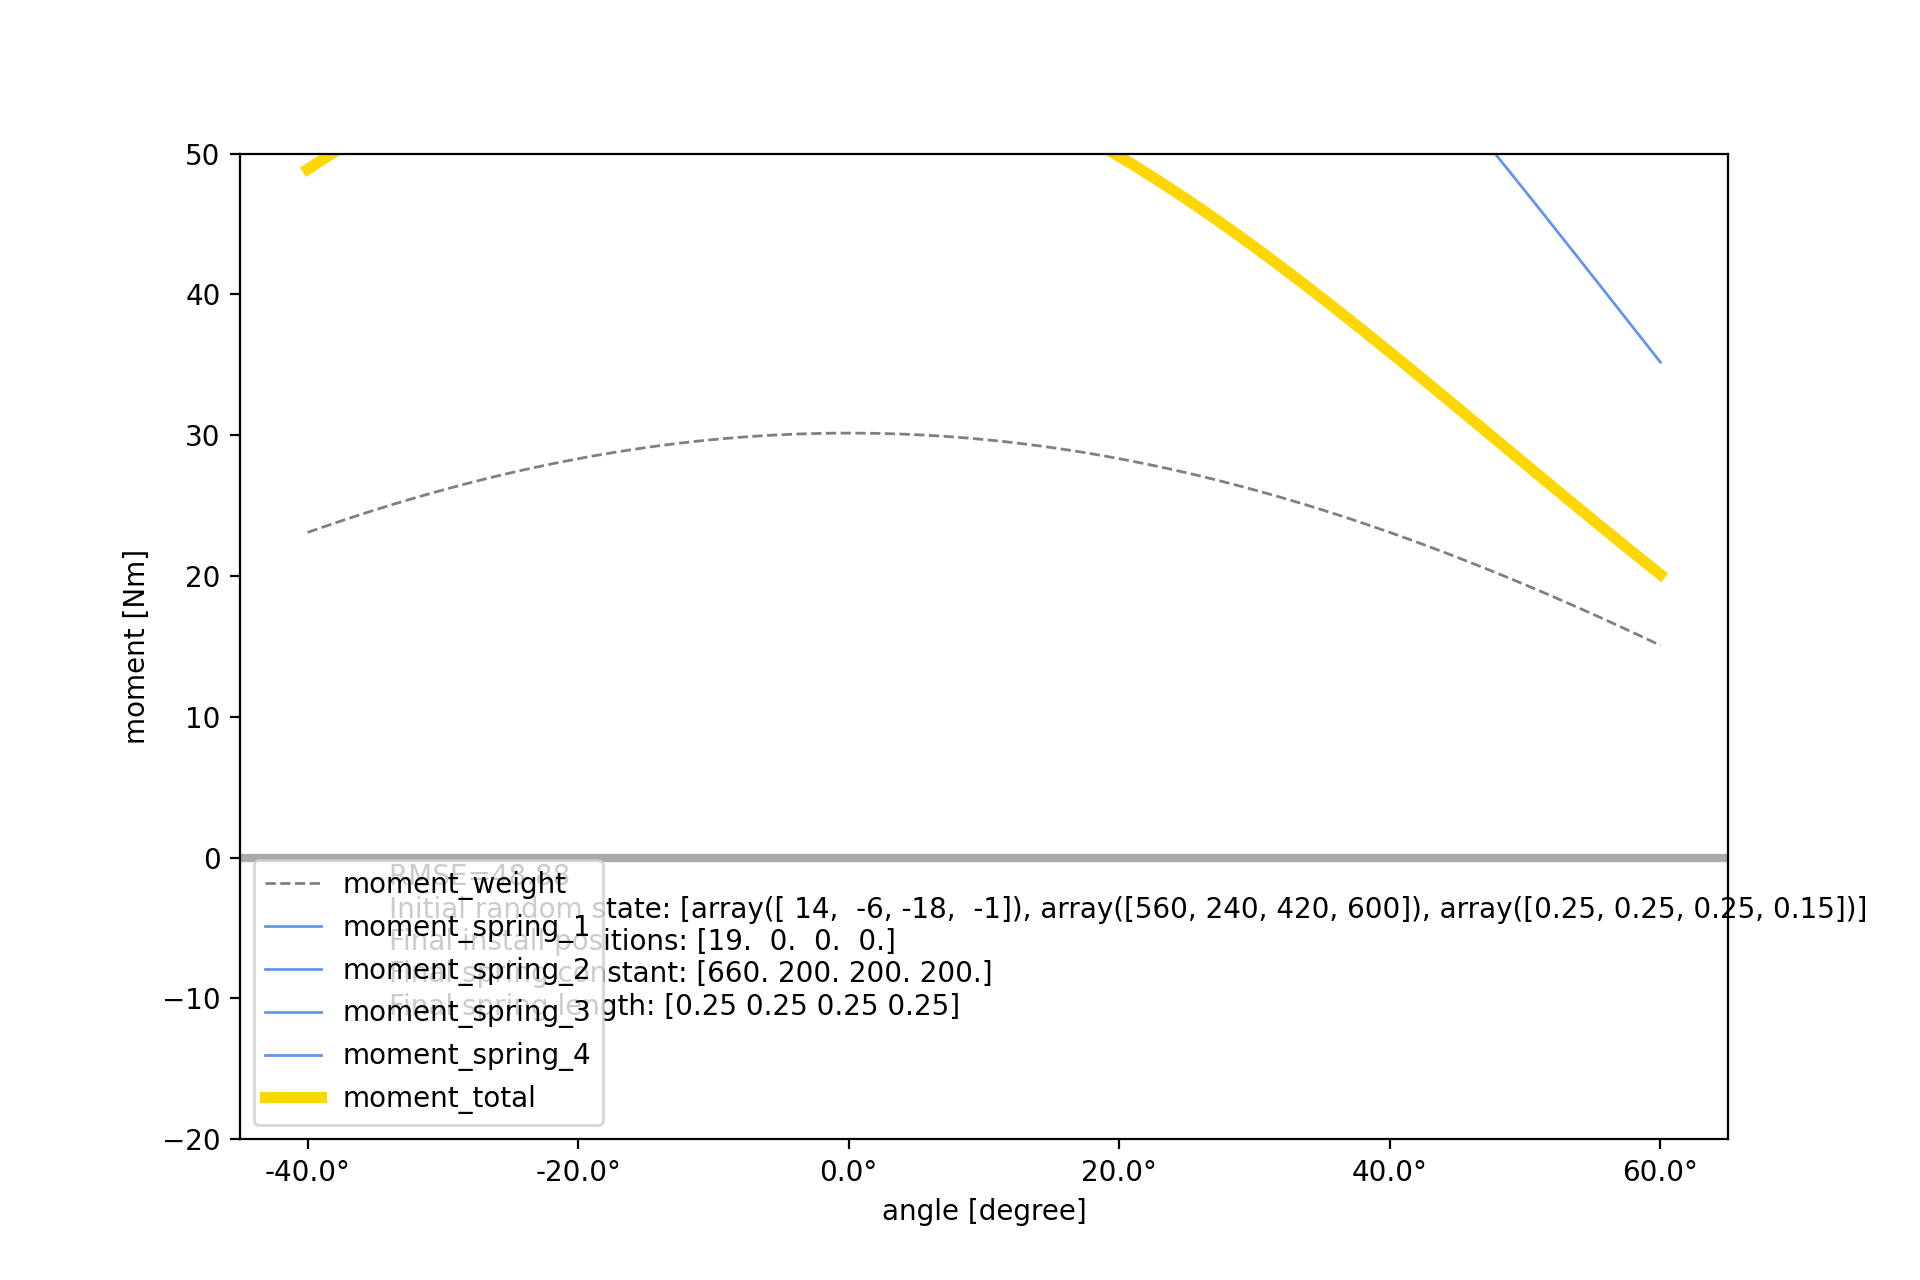 50
40
30
20
10
0
−10
−20
moment [Nm]
RMSE=48.88
Initial random state: [array([ 14,  -6, -18,  -1]), array([560, 240, 420, 600]), array([0.25, 0.25, 0.25, 0.15])]
Final install positions: [19.  0.  0.  0.]
Final spring constant: [660. 200. 200. 200.]
Final spring length: [0.25 0.25 0.25 0.25]
moment_weight
moment_spring_1
moment_spring_2
moment_spring_3
moment_spring_4
moment_total
-40.0° -20.0° 0.0° 20.0° 40.0° 60.0°
angle [degree]